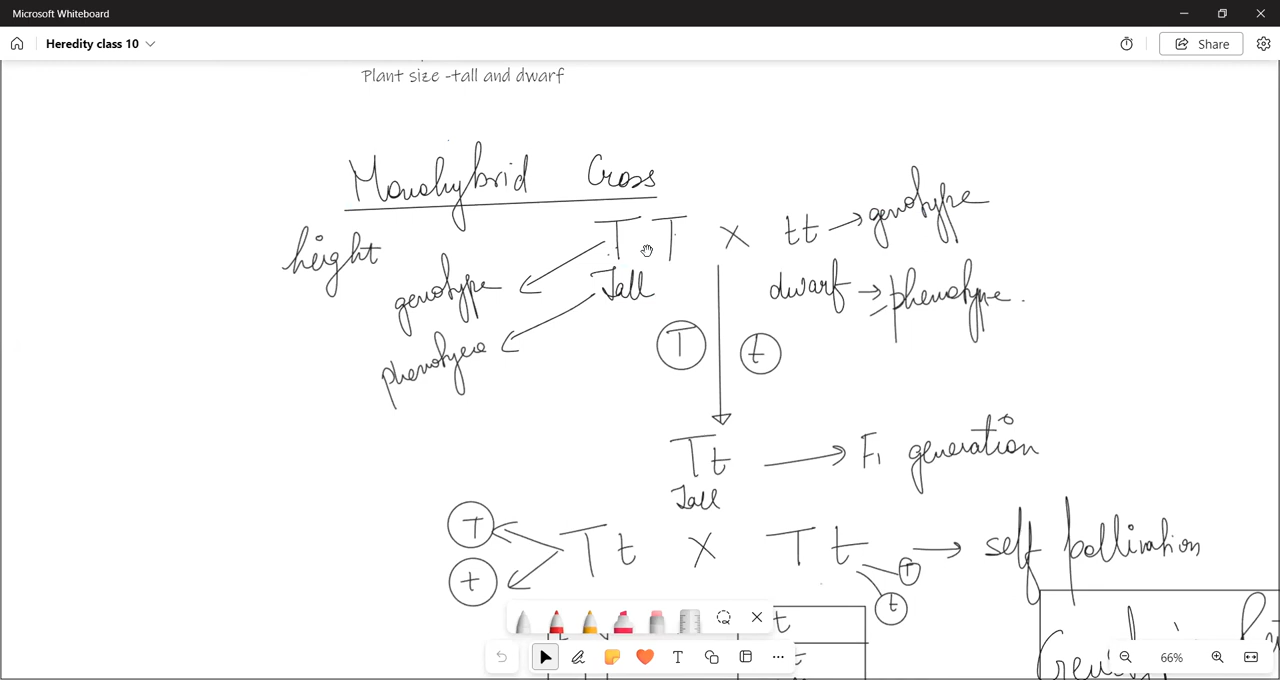 Microsoft Whiteboard
Heredity class 10
Share
Plant size -tall and dwarf
Monohybrid Cross
height
TT X tt → genotype
genotype
Tall
dwarf → phenotype.
T
t
Tt → F1 generation
Tall
T
t
Tt X Tt → self pollination
T
t
t
t
T
66%